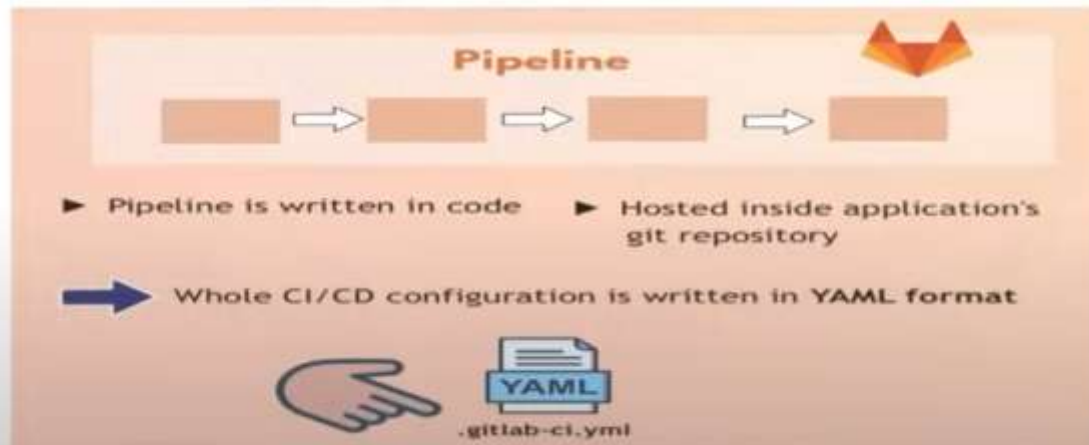 Pipeline
► Pipeline is written in code
► Hosted inside application's
git repository
Whole CI/CD configuration is written in YAML format
YAML
.gitlab-ci.yml